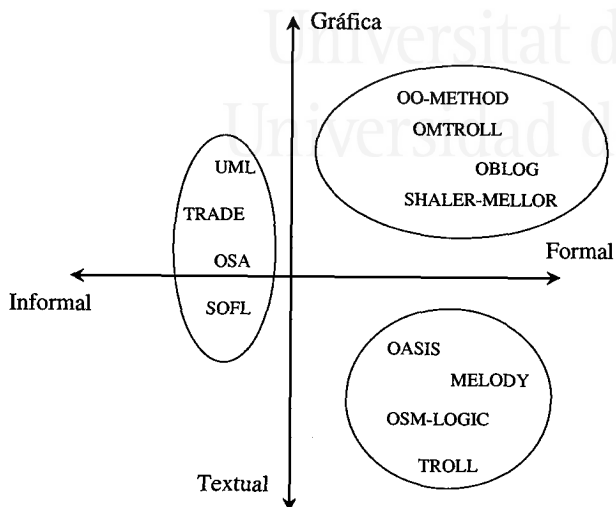 Universitat d
Gráfica
Universidad d
OO-METHOD
OMTROLL
OBLOG
SHALER-MELLOR
UML
TRADE
OSA
SOFL
Formal
Informal
OASIS
MELODY
OSM-LOGIC
TROLL
Textual